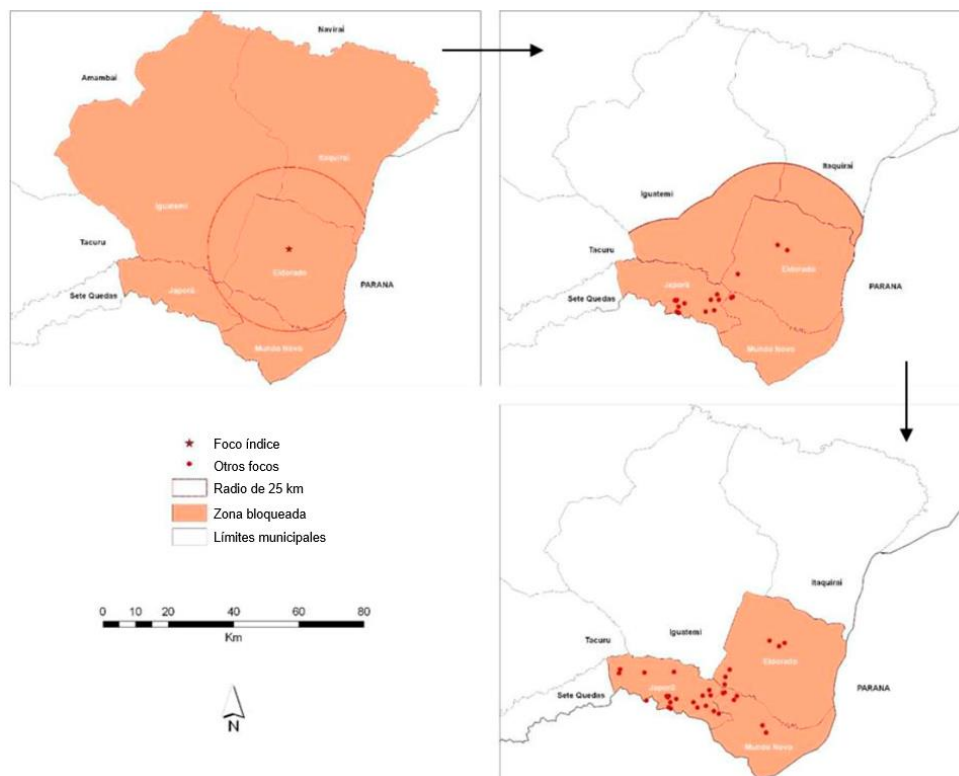 Navirai
Amambai
Itaquirai
Iguatemi
Tacuru
Eldorado
Japorã
Sete Quedas
PARANA
Mundo Novo
Itaquirai
Iguatemi
Tacuru
Eldorado
Japorã
Sete Quedas
PARANA
Mundo Novo
Foco índice
Otros focos
Radio de 25 km
Zona bloqueada
Límites municipales
0 10 20 40 60 80
Km
N
Itaquirai
Tacuru
Iguatemi
Eldorado
Sete Quedas
Japorã
PARANA
Mundo Novo